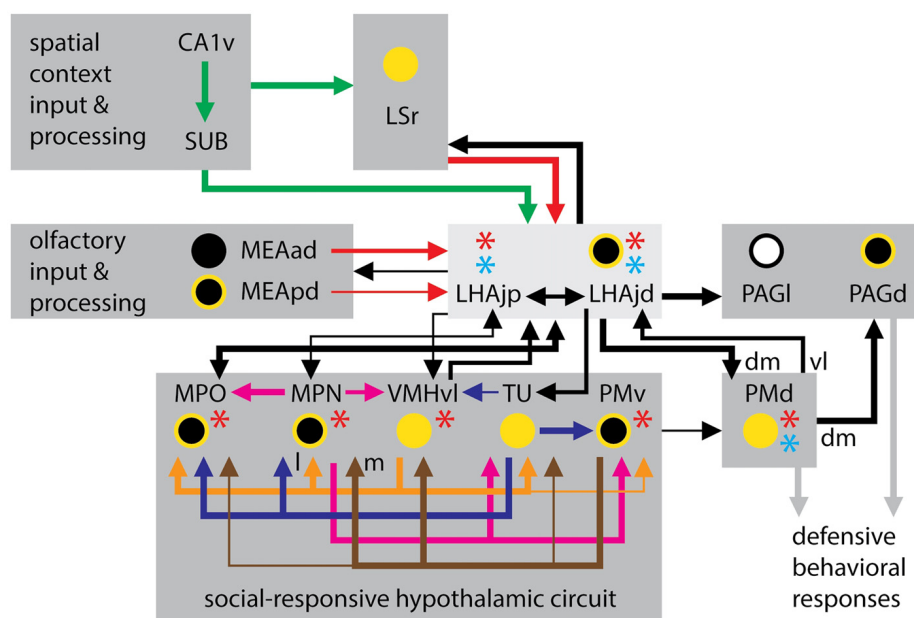 spatial
context
input &
processing
CA1v
SUB
LSr
olfactory
input &
processing
MEAad
MEApd
* *
* *
LHAjp LHAjd
PAGl PAGd
dm vl
MPO MPN VMHvl TU PMv
* * * *
l m
PMd
*
*
dm
social-responsive hypothalamic circuit
defensive
behavioral
responses